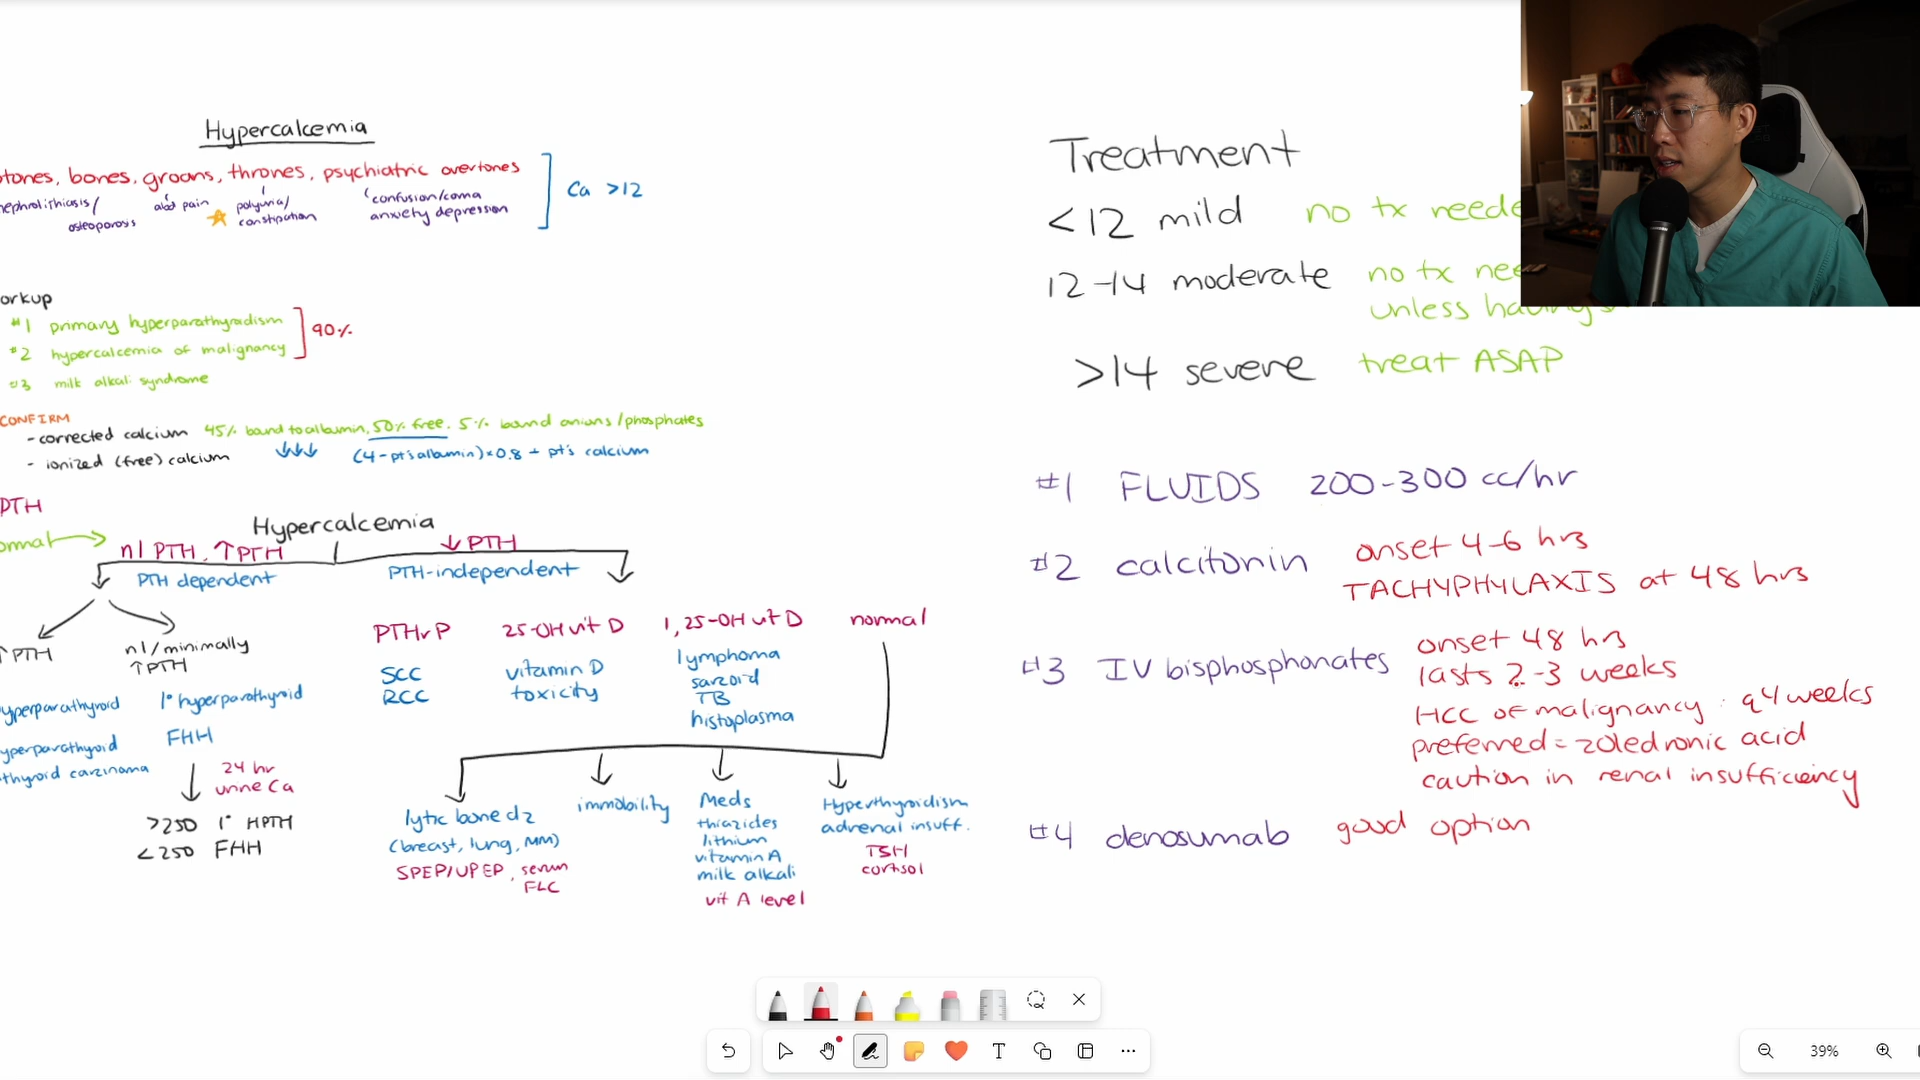 Hypercalcemia
tones, bones, groans, thrones, psychiatric overtones
nephrolithiasis/
osteoporosis
abd pain
polyuria/
constipation
confusion/coma
anxiety depression
Ca >12
orkup
#1 primary hyperparathyroidism
#2 hypercalcemia of malignancy
90%
#3 milk alkali syndrome
CONFIRM
- corrected calcium 45% bound to albumin, 50% free, 5% bound anions/phosphates
- ionized (free) calcium (4-pt's albumin)×0.8 + pt's calcium
PTH
ormal
Hypercalcemia
nl PTH, ↑PTH
↓PTH
PTH dependent
PTH-independent
↑PTH
nl/minimally
↑PTH
yperparathyroid
yperparathyroid
thyroid carcinoma
1° hyperparathyroid
FHH
24 hr
urine Ca
>250 1° HPTH
<250 FHH
PTHrP
SCC
RCC
25-OH vit D
vitamin D
toxicity
1,25-OH vit D
lymphoma
sarcoid
TB
histoplasma
normal
lytic bone dz
(breast, lung, MM)
SPEP/UPEP, serum
FLC
immobility
Meds
thiazides
lithium
vitamin A
milk alkali
vit A level
Hyperthyroidism
adrenal insuff.
TSH
cortisol
Treatment
<12 mild no tx neede
12-14 moderate no tx nee
unless having s
>14 severe treat ASAP
#1 FLUIDS 200-300 cc/hr
#2 calcitonin onset 4-6 hrs
TACHYPHYLAXIS at 48 hrs
#3 IV bisphosphonates onset 48 hrs
lasts 2-3 weeks
HCC of malignancy : q4 weeks
preferred = zoledronic acid
caution in renal insufficiency
#4 denosumab good option
T
39%